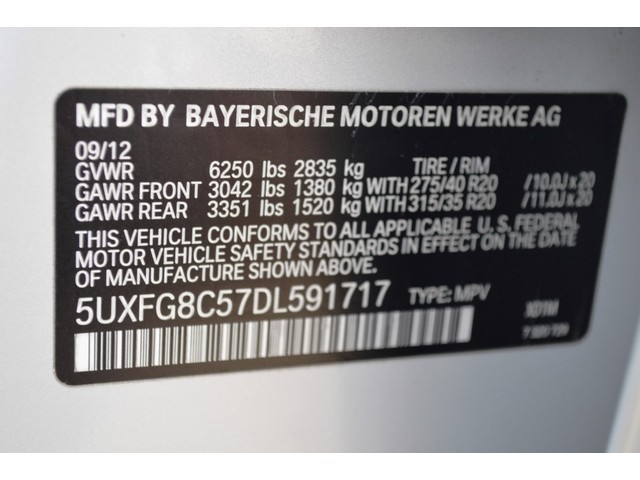 MFD BY BAYERISCHE MOTOREN WERKE AG
09/12
GVWR 6250 lbs 2835 kg TIRE / RIM
GAWR FRONT 3042 lbs 1380 kg WITH 275/40 R20 /10.0J x 20
GAWR REAR 3351 lbs 1520 kg WITH 315/35 R20 /11.0J x 20
THIS VEHICLE CONFORMS TO ALL APPLICABLE U. S. FEDERAL
MOTOR VEHICLE SAFETY STANDARDS IN EFFECT ON THE DATE
OF MANUFACTURE SHOWN ABOVE.
5UXFG8C57DL591717 TYPE: MPV